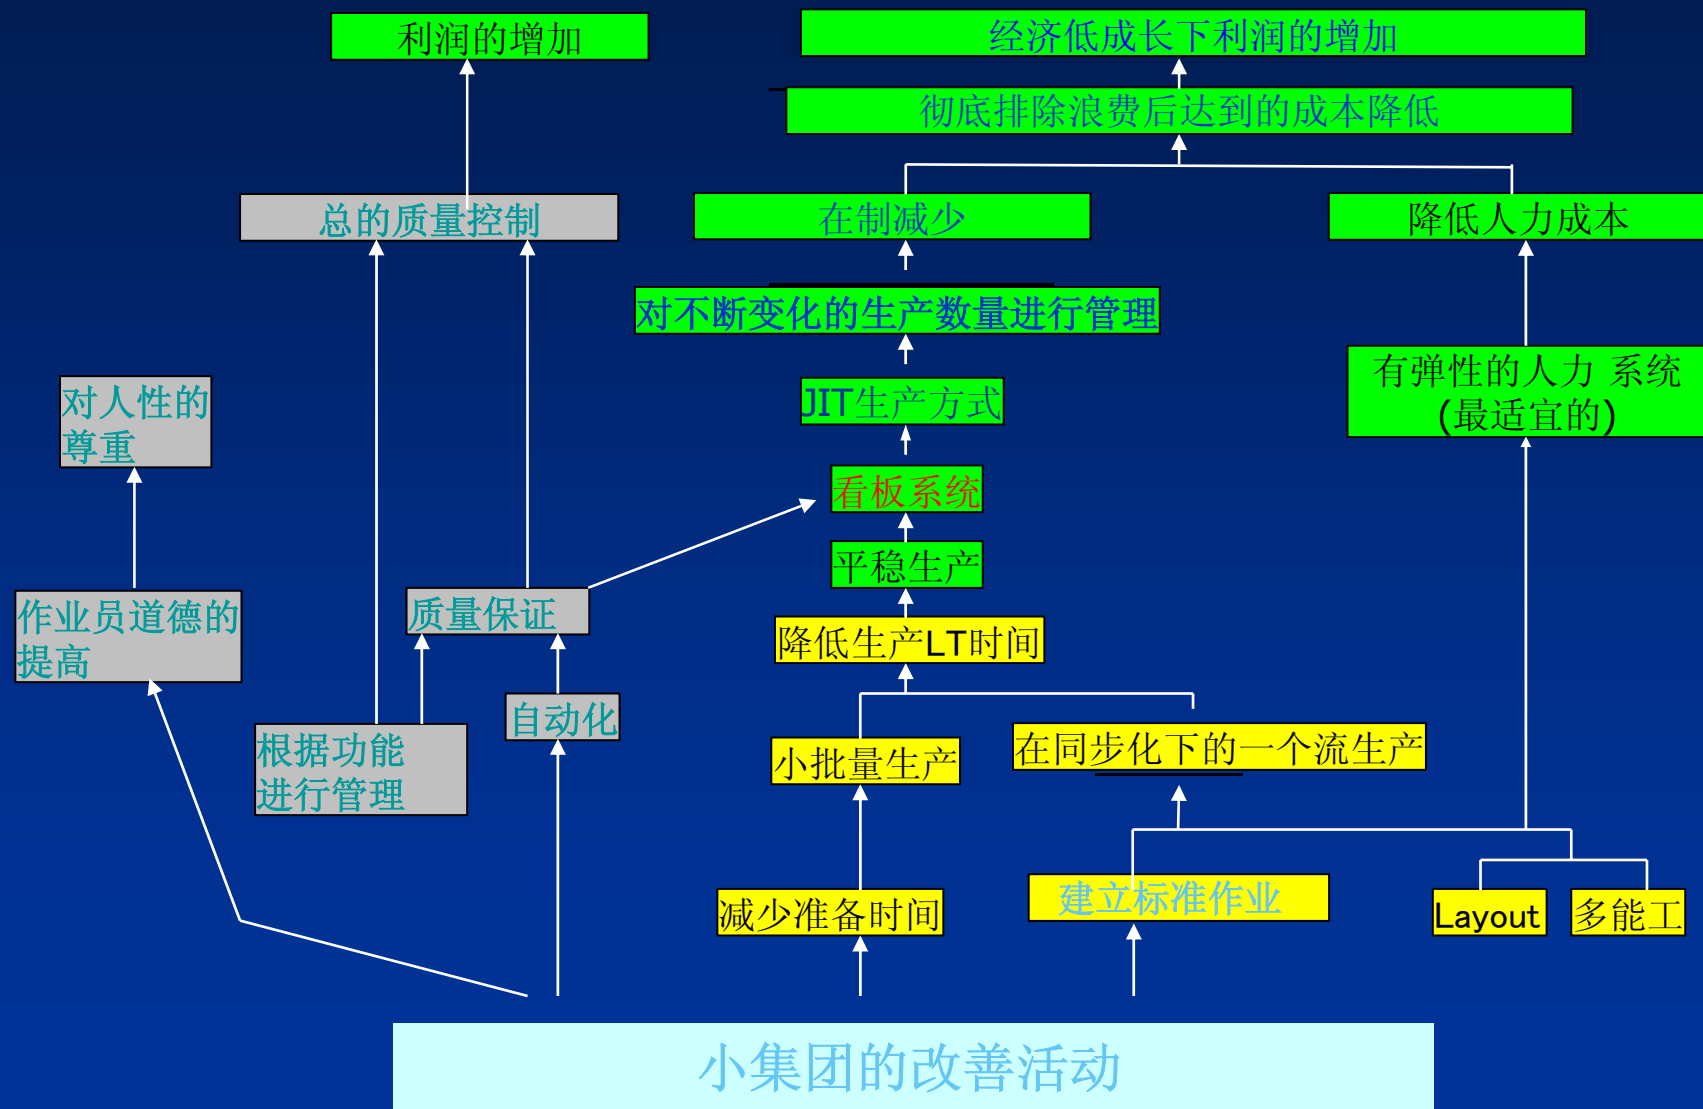 利润的增加
经济低成长下利润的增加
彻底排除浪费后达到的成本降低
总的质量控制
在制减少
降低人力成本
对不断变化的生产数量进行管理
有弹性的人力 系统
(最适宜的)
对人性的
尊重
JIT生产方式
看板系统
平稳生产
作业员道德的
提高
质量保证
降低生产LT时间
自动化
根据功能
进行管理
小批量生产
在同步化下的一个流生产
减少准备时间
建立标准作业
Layout
多能工
小集团的改善活动